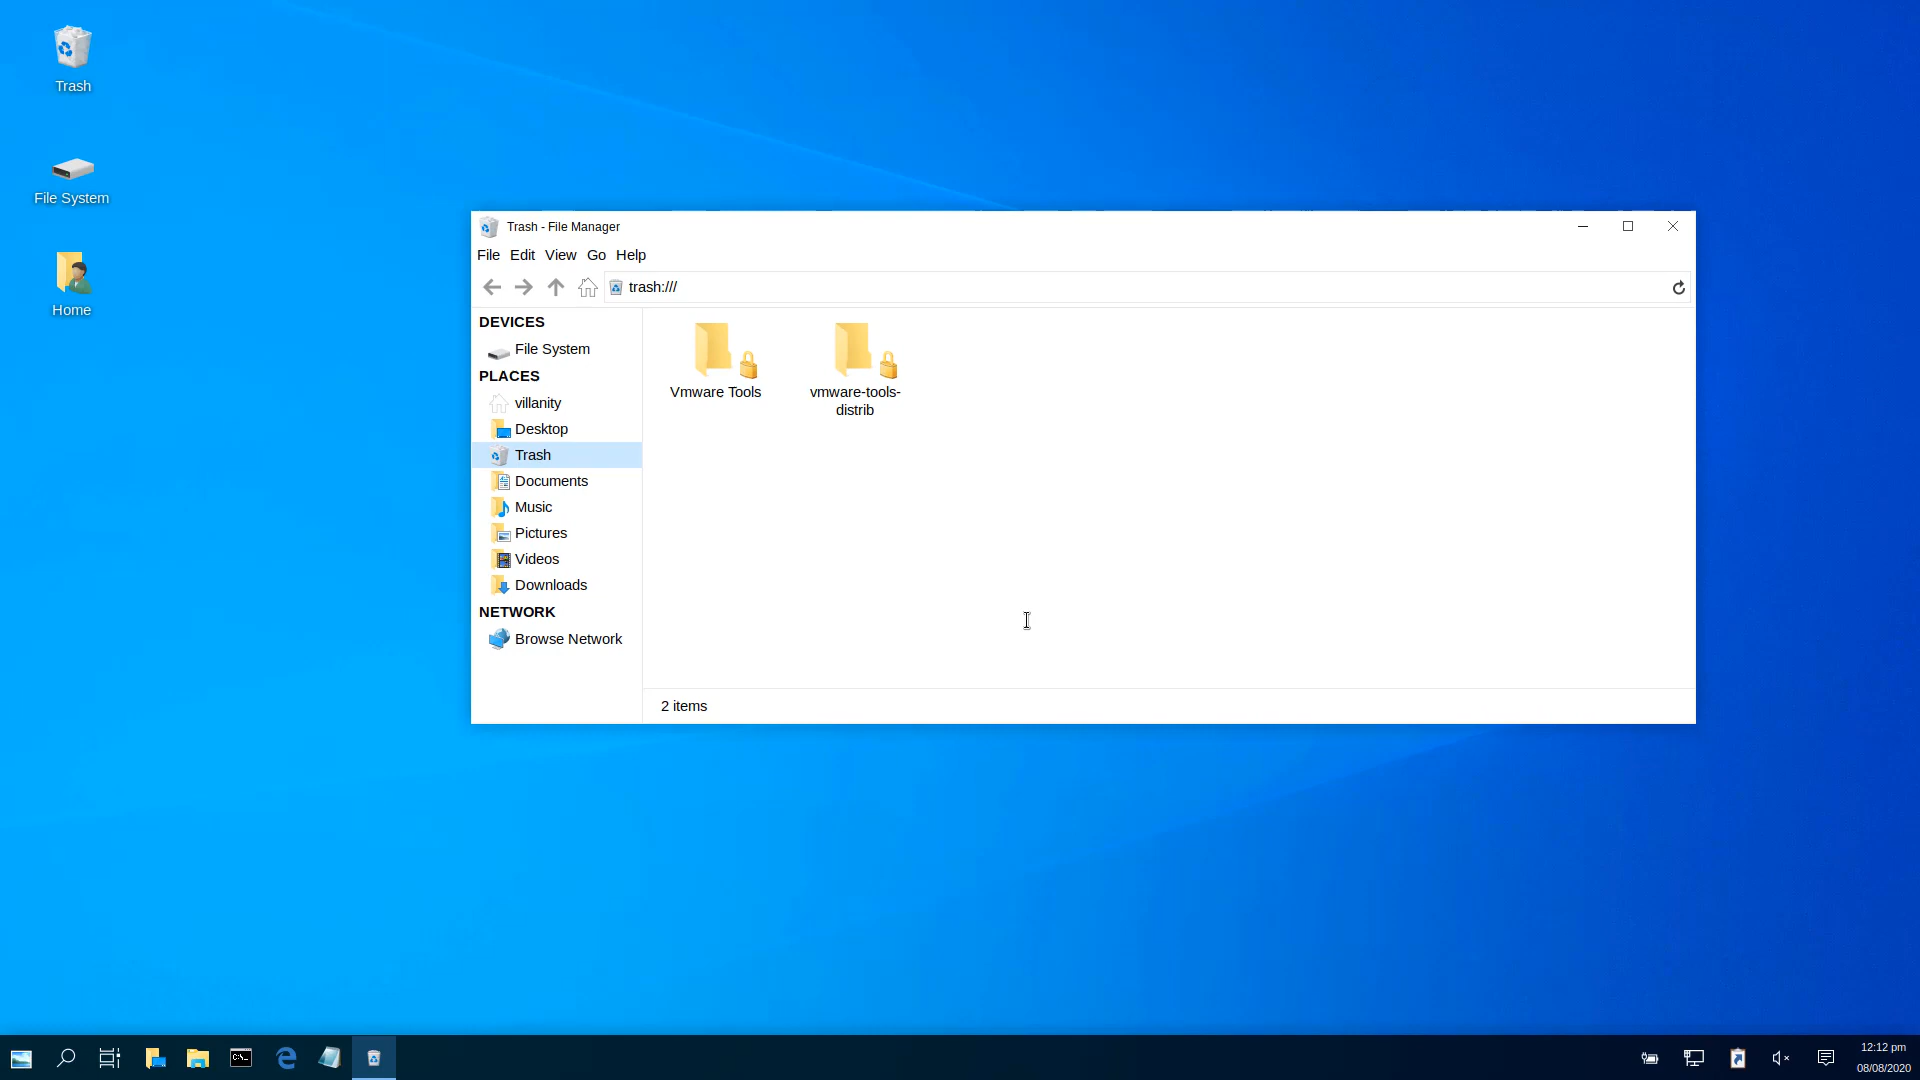 Trash
File System
Home
Trash - File Manager
File Edit View Go Help
trash:///
DEVICES
File System
PLACES
villanity
Desktop
Trash
Documents
Music
Pictures
Videos
Downloads
NETWORK
Browse Network
Vmware Tools
vmware-tools-
distrib
2 items
C:\_
12:12 pm
08/08/2020